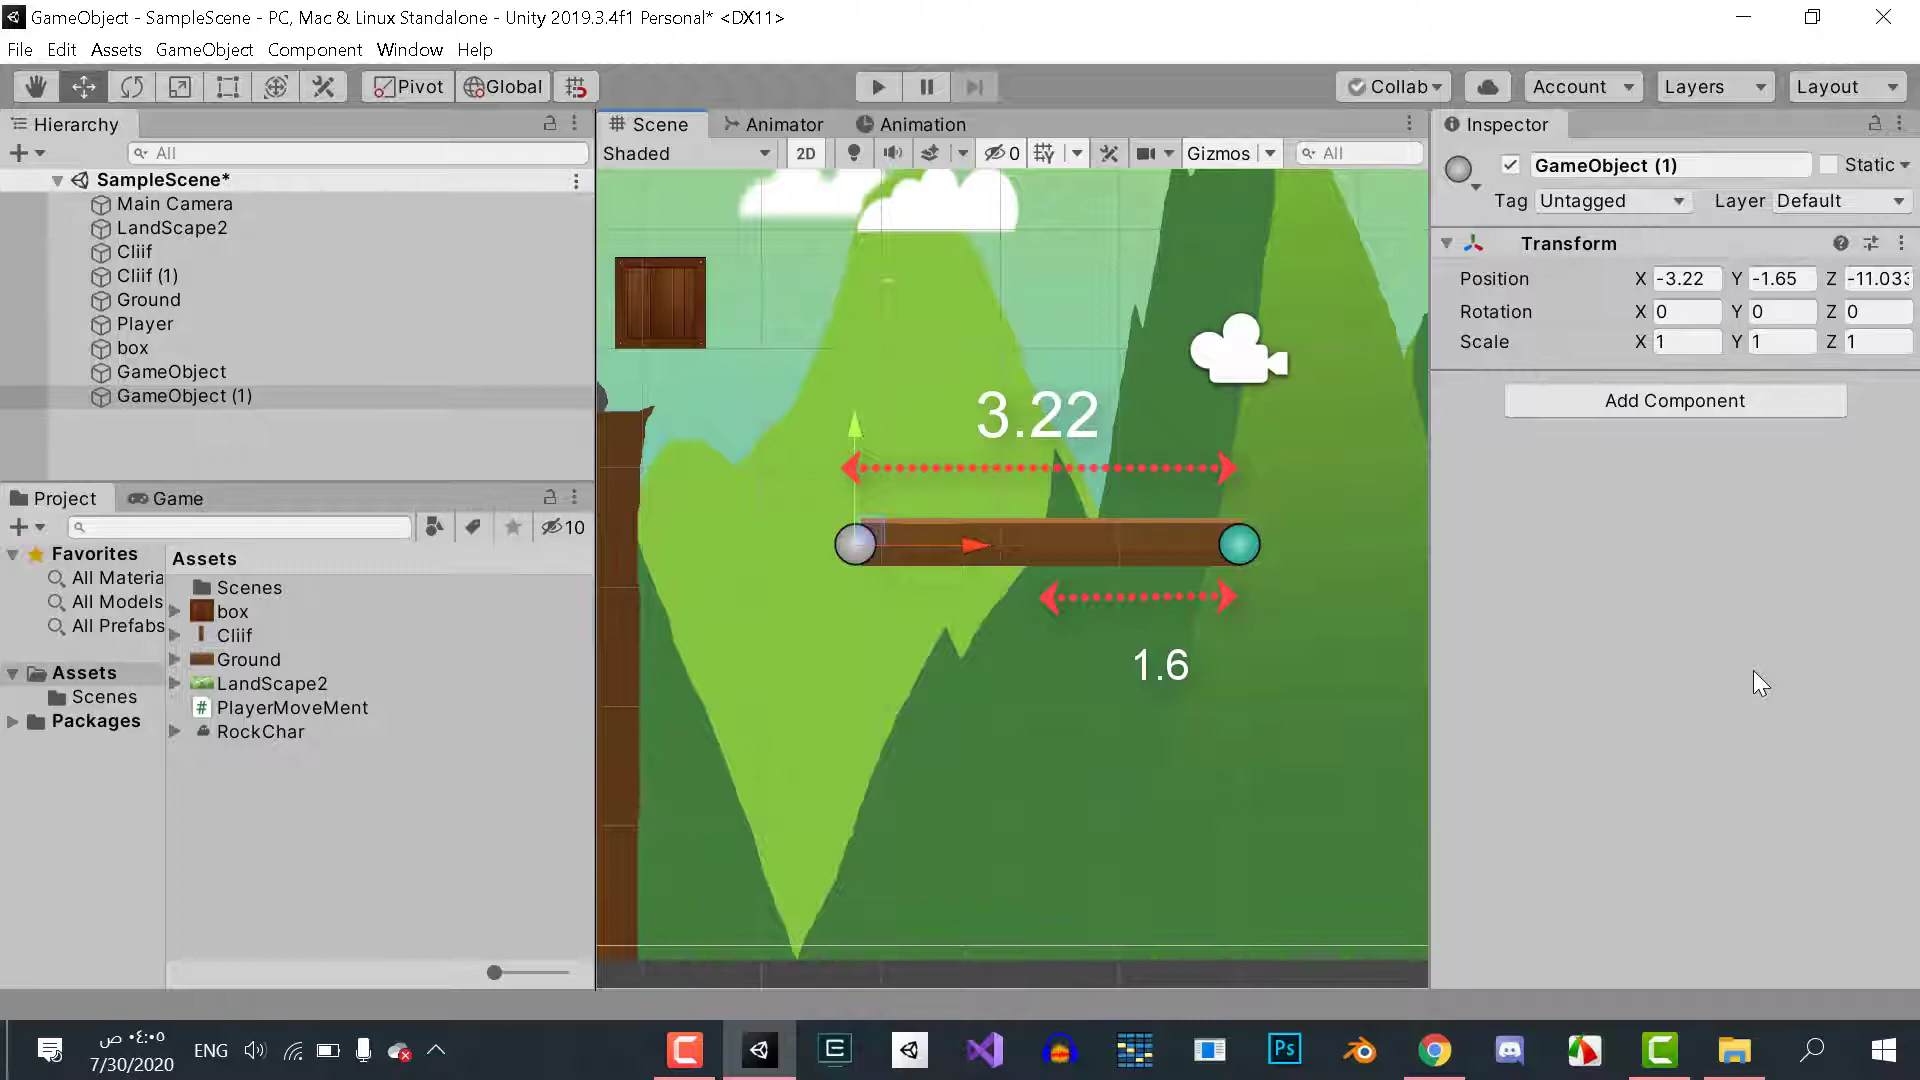 GameObject - SampleScene - PC, Mac & Linux Standalone - Unity 2019.3.4f1 Personal* <DX11>
File Edit Assets GameObject Component Window Help
Pivot Global Collab Account Layers Layout
Hierarchy
All
SampleScene*
Main Camera
LandScape2
Cliif
Cliif (1)
Ground
Player
box
GameObject
GameObject (1)
Project Game
10
Favorites
All Materia
All Models
All Prefabs
Assets
Scenes
Packages
Assets
Scenes
box
Cliif
Ground
LandScape2
PlayerMoveMent
RockChar
Scene Animator Animation
Shaded 2D 0 Gizmos All
3.22
1.6
Inspector
GameObject (1) Static
Tag Untagged Layer Default
Transform
Position X -3.22 Y -1.65 Z -11.033
Rotation X 0 Y 0 Z 0
Scale X 1 Y 1 Z 1
Add Component
٠٤:٠٥ ص
7/30/2020
ENG
Ps